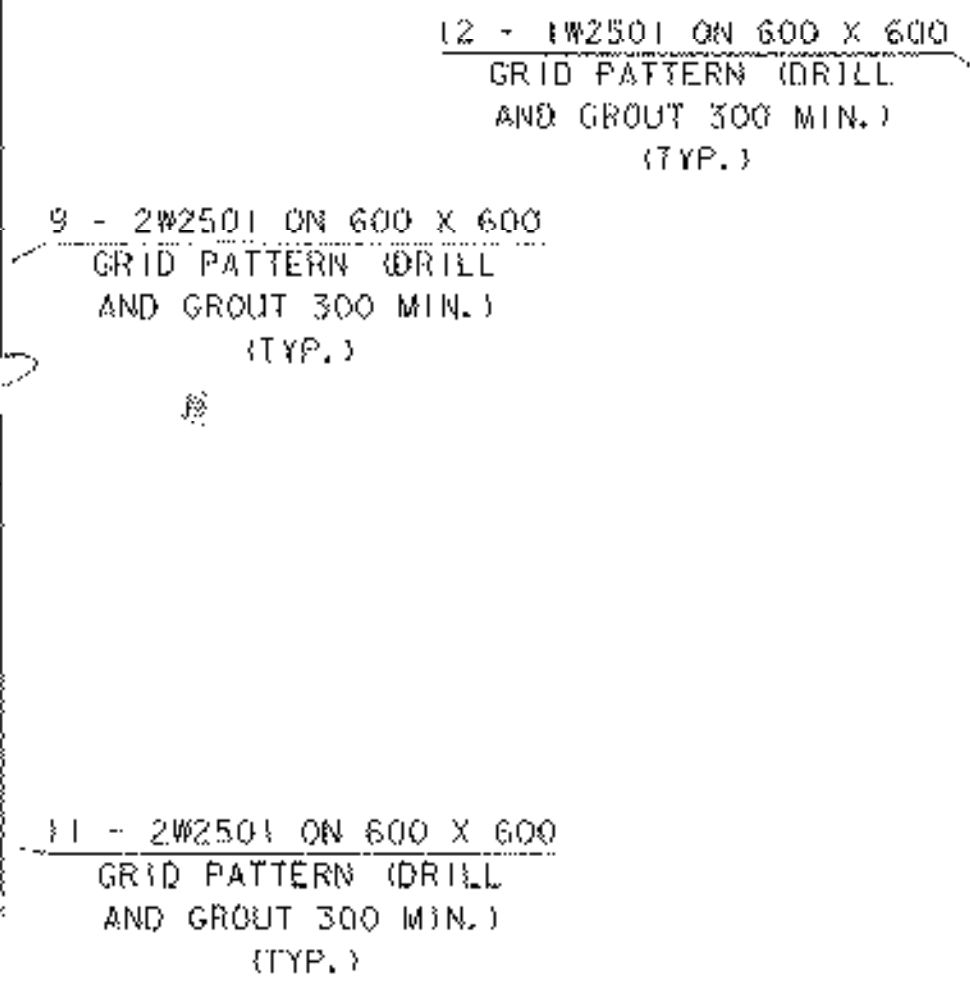 12 - 1W2501 ON 600 X 600
GRID PATTERN (DRILL
AND GROUT 300 MIN.)
(TYP.)
9 - 2W2501 ON 600 X 600
GRID PATTERN (DRILL
AND GROUT 300 MIN.)
(TYP.)
11 - 2W2501 ON 600 X 600
GRID PATTERN (DRILL
AND GROUT 300 MIN.)
(TYP.)